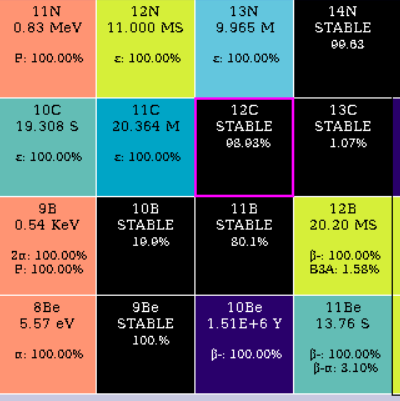 11N
0.83 MeV
P: 100.00%
12N
11.000 MS
ε: 100.00%
13N
9.965 M
ε: 100.00%
14N
STABLE
99.63
10C
19.308 S
ε: 100.00%
11C
20.364 M
ε: 100.00%
12C
STABLE
98.93%
13C
STABLE
1.07%
9B
0.54 KeV
2α: 100.00%
P: 100.00%
10B
STABLE
19.9%
11B
STABLE
80.1%
12B
20.20 MS
β-: 100.00%
B3A: 1.58%
8Be
5.57 eV
α: 100.00%
9Be
STABLE
100.%
10Be
1.51E+6 Y
β-: 100.00%
11Be
13.76 S
β-: 100.00%
β-α: 3.10%